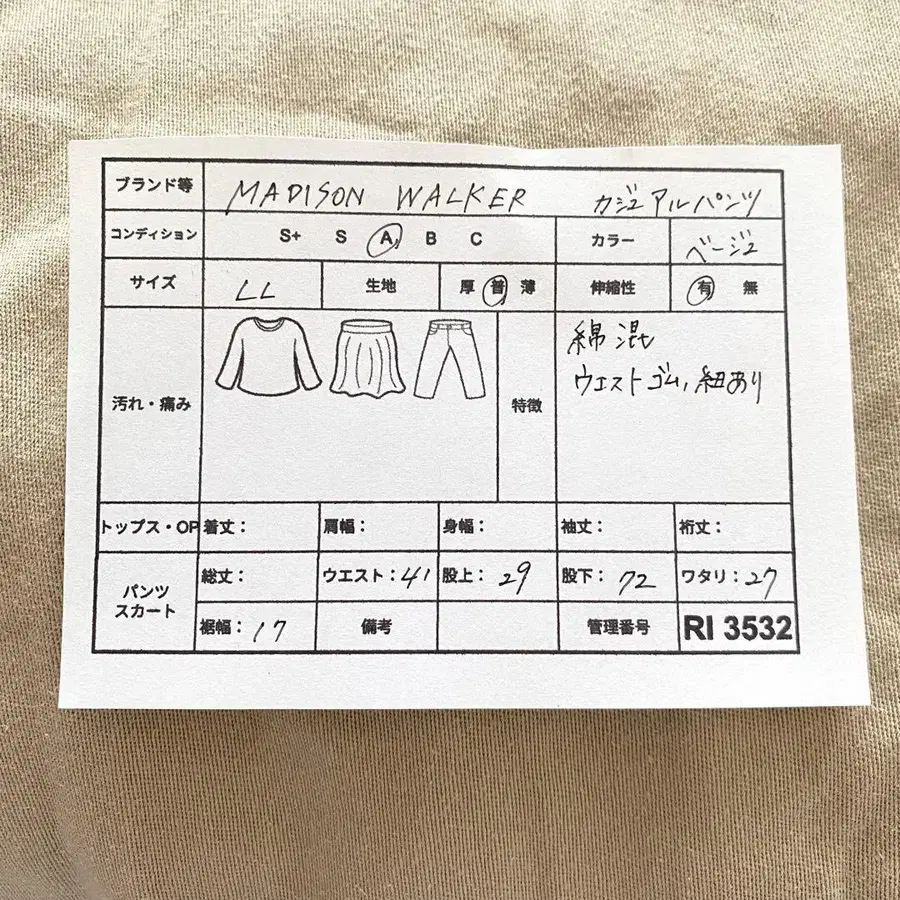 ブランド等 MADISON WALKER カジュアルパンツ
コンディション S+ S A B C カラー ベージュ
サイズ LL 生地 厚 普 薄 伸縮性 有 無
汚れ・痛み 特徴 綿混
ウエストゴム、紐あり
トップス・OP 着丈： 肩幅： 身幅： 袖丈： 裄丈：
パンツ スカート 総丈： ウエスト：41 股上：29 股下：72 ワタリ：27
裾幅：17 備考 管理番号 RI 3532